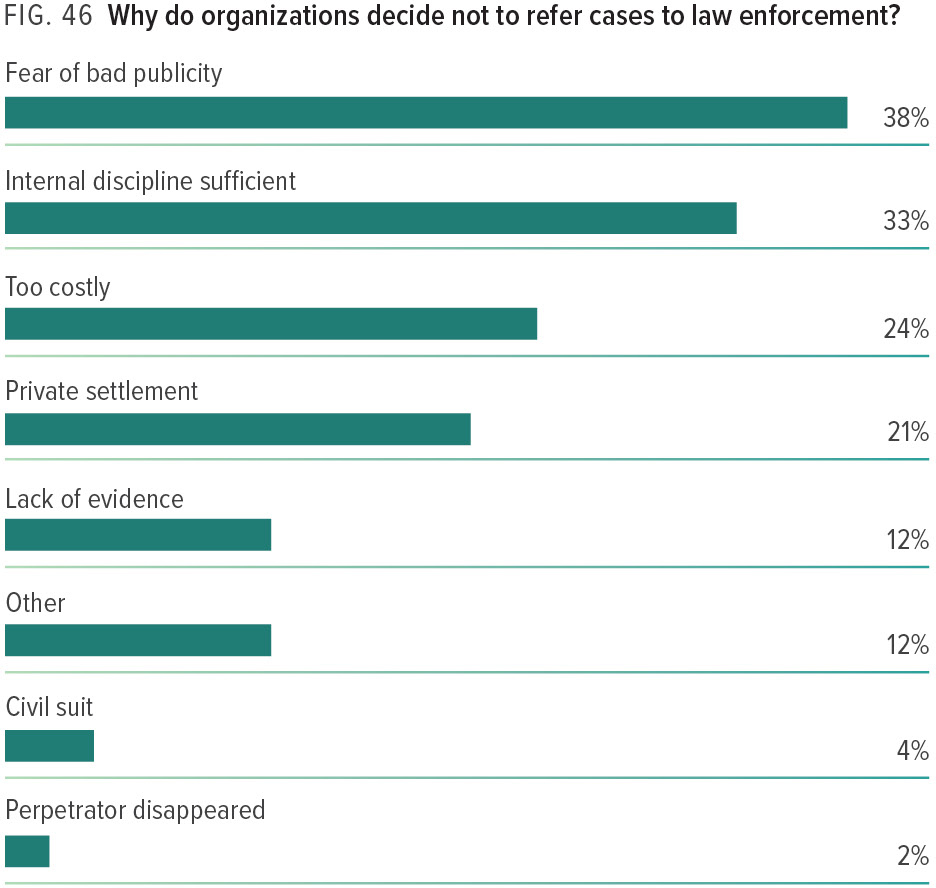 FIG. 46 Why do organizations decide not to refer cases to law enforcement?
Fear of bad publicity
38%
Internal discipline sufficient
33%
Too costly
24%
Private settlement
21%
Lack of evidence
12%
Other
12%
Civil suit
4%
Perpetrator disappeared
2%